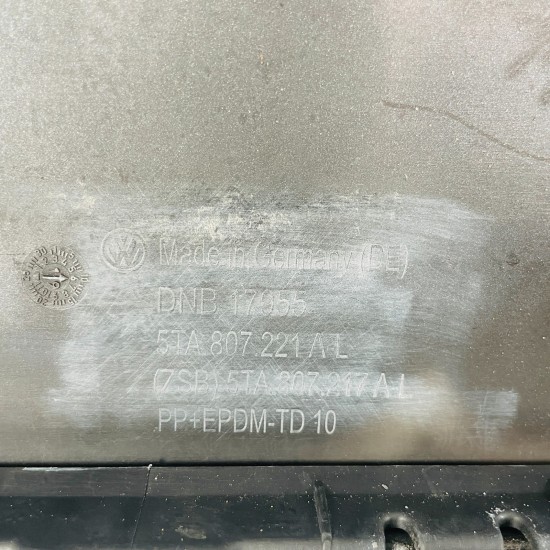 Made in Germany (DE)
DNB 17955
5TA.807.221 A L
(ZSB) 5TA.807.217 A L
PP+EPDM-TD 10